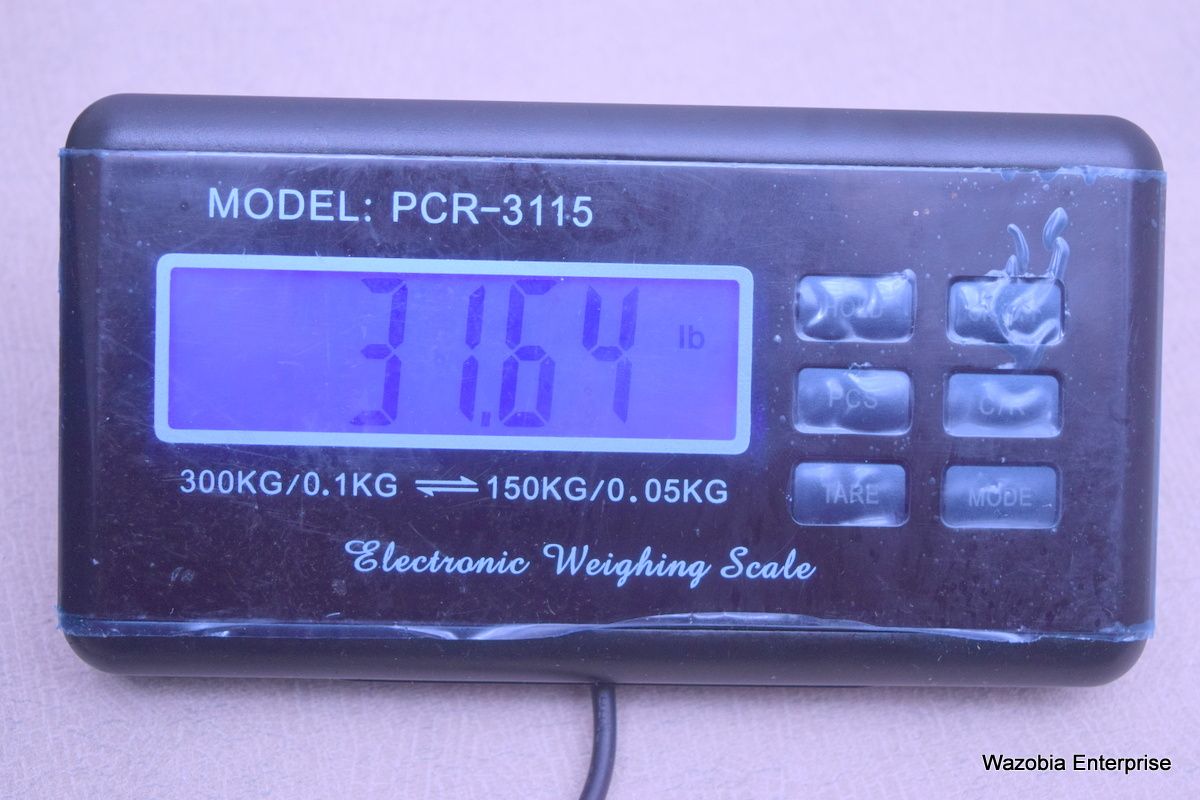 MODEL: PCR-3115
31.64 lb
HOLD
PCS
TARE MODE
300KG/0.1KG ⇌ 150KG/0.05KG
Electronic Weighing Scale
Wazobia Enterprise